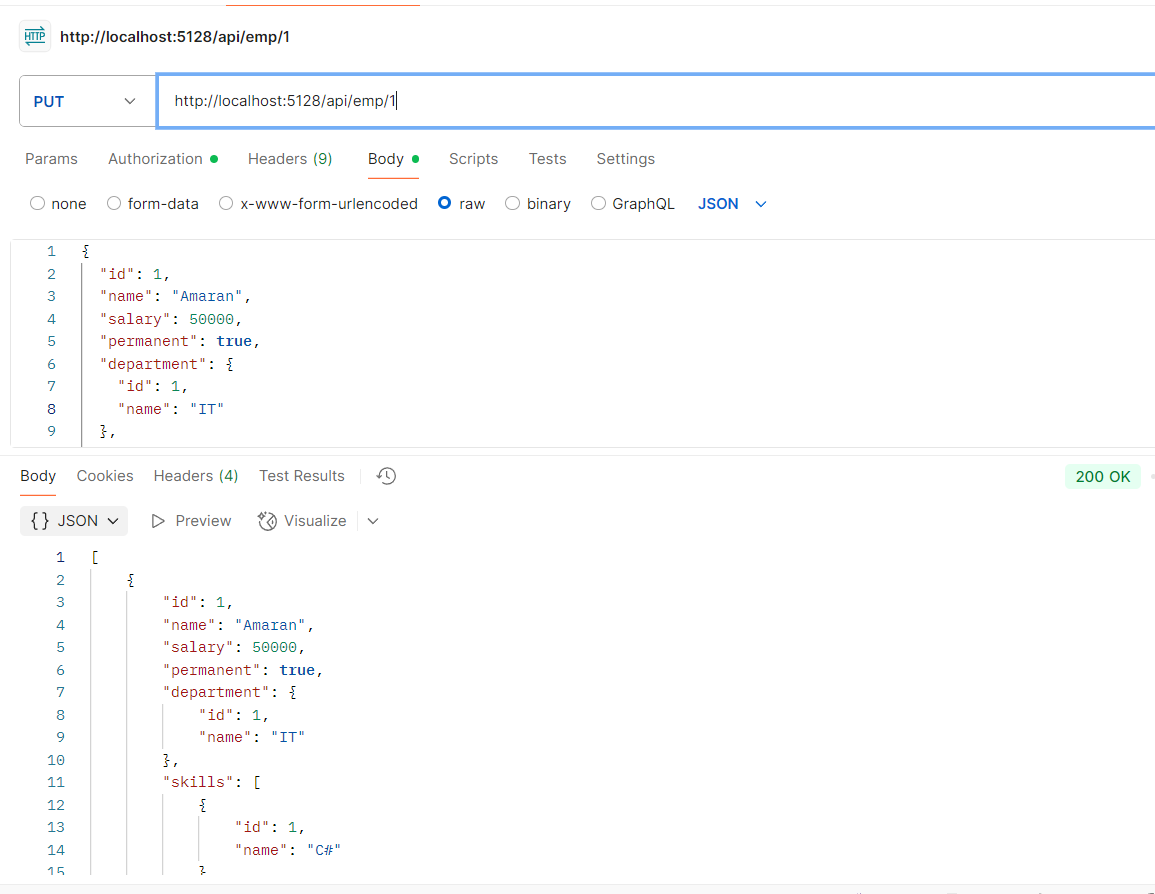 HTTP http://localhost:5128/api/emp/1
PUT http://localhost:5128/api/emp/1
Params Authorization Headers (9) Body Scripts Tests Settings
none form-data x-www-form-urlencoded raw binary GraphQL JSON
1 {
2 "id": 1,
3 "name": "Amaran",
4 "salary": 50000,
5 "permanent": true,
6 "department": {
7 "id": 1,
8 "name": "IT"
9 },
Body Cookies Headers (4) Test Results 200 OK
{} JSON Preview Visualize
1 [
2 {
3 "id": 1,
4 "name": "Amaran",
5 "salary": 50000,
6 "permanent": true,
7 "department": {
8 "id": 1,
9 "name": "IT"
10 },
11 "skills": [
12 {
13 "id": 1,
14 "name": "C#"
15 }